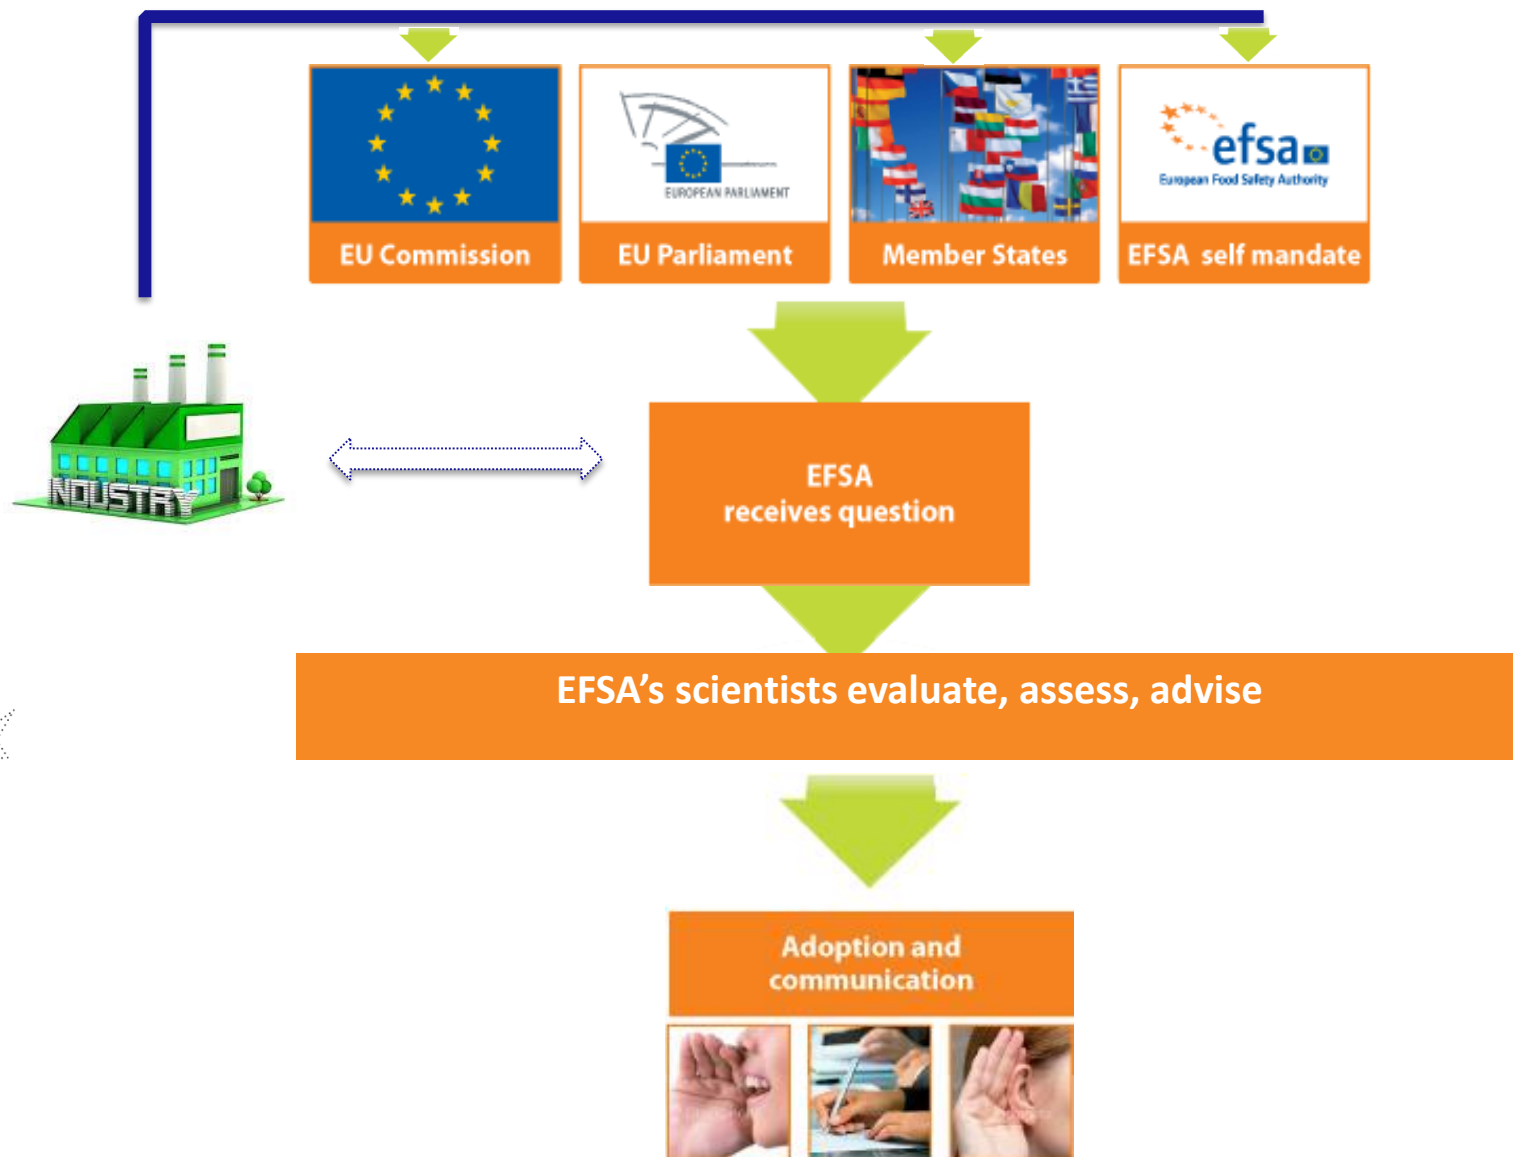 EUROPEAN PARLIAMENT
efsa
European Food Safety Authority
EU Commission
EU Parliament
Member States
EFSA self mandate
NDUSTRY
EFSA
receives question
EFSA’s scientists evaluate, assess, advise
Adoption and
communication